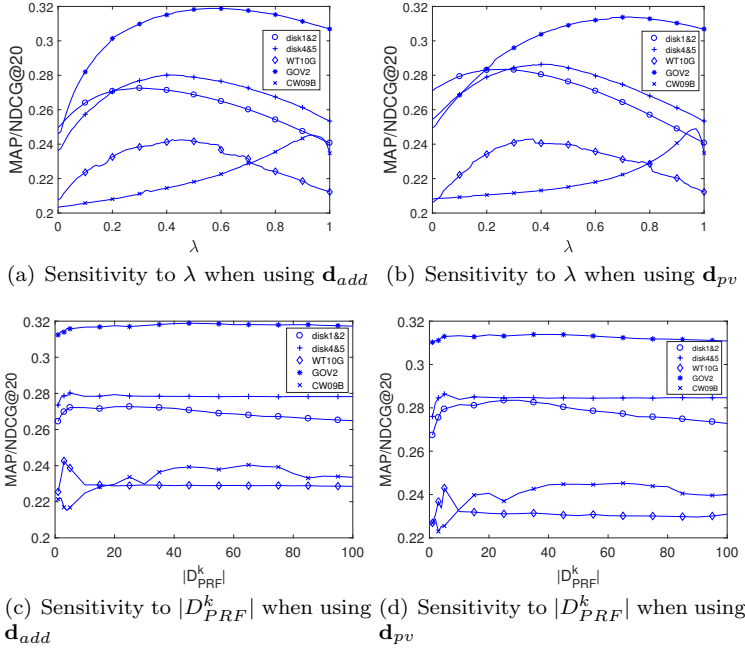 0.32
0.3
0.28
0.26
0.24
0.22
0.2
MAP/NDCG@20
0 0.2 0.4 0.6 0.8 1
λ
disk1&2
disk4&5
WT10G
GOV2
CW09B
(a) Sensitivity to λ when using d_add
0.32
0.3
0.28
0.26
0.24
0.22
0.2
MAP/NDCG@20
0 0.2 0.4 0.6 0.8 1
λ
disk1&2
disk4&5
WT10G
GOV2
CW09B
(b) Sensitivity to λ when using d_pv
0.32
0.3
0.28
0.26
0.24
0.22
0.2
MAP/NDCG@20
0 20 40 60 80 100
|D^k_PRF|
disk1&2
disk4&5
WT10G
GOV2
CW09B
(c) Sensitivity to |D^k_PRF| when using
d_add
0.32
0.3
0.28
0.26
0.24
0.22
MAP/NDCG@20
0 20 40 60 80 100
|D^k_PRF|
disk1&2
disk4&5
WT10G
GOV2
CW09B
(d) Sensitivity to |D^k_PRF| when using
d_pv